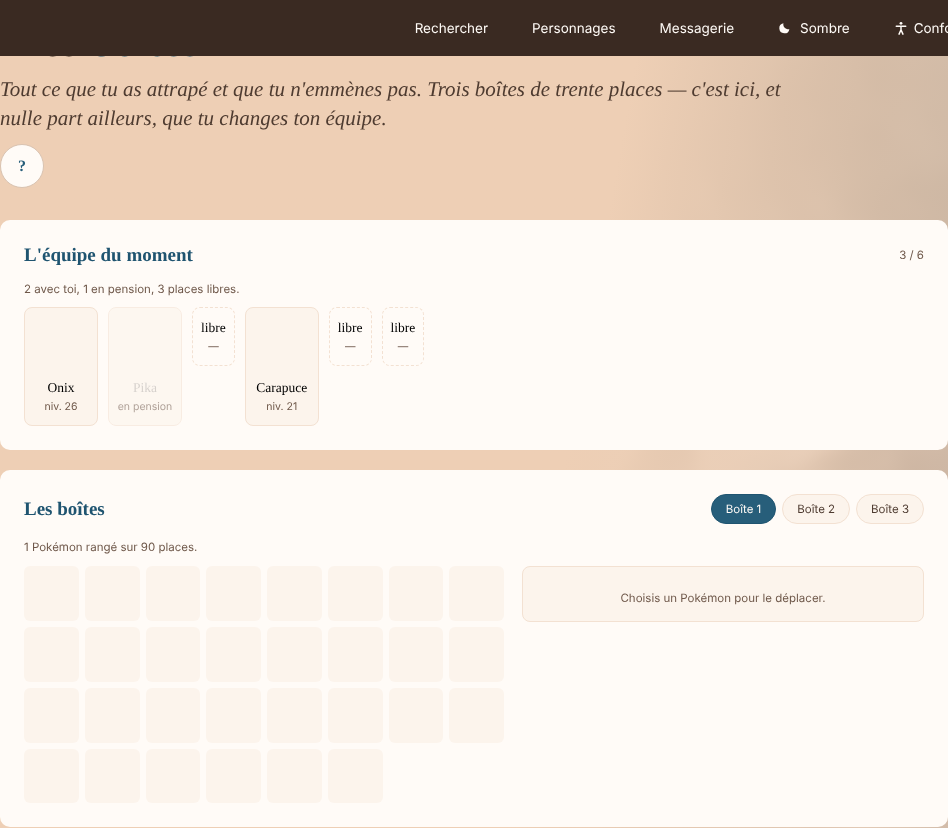 Rechercher Personnages Messagerie Sombre
Tout ce que tu as attrapé et que tu n'emmènes pas. Trois boîtes de trente places — c'est ici, et
nulle part ailleurs, que tu changes ton équipe.
?
L'équipe du moment 3 / 6
2 avec toi, 1 en pension, 3 places libres.
Onix
niv. 26
Pika
en pension
libre
—
Carapuce
niv. 21
libre
—
libre
—
Les boîtes Boîte 1 Boîte 2 Boîte 3
1 Pokémon rangé sur 90 places.
Choisis un Pokémon pour le déplacer.